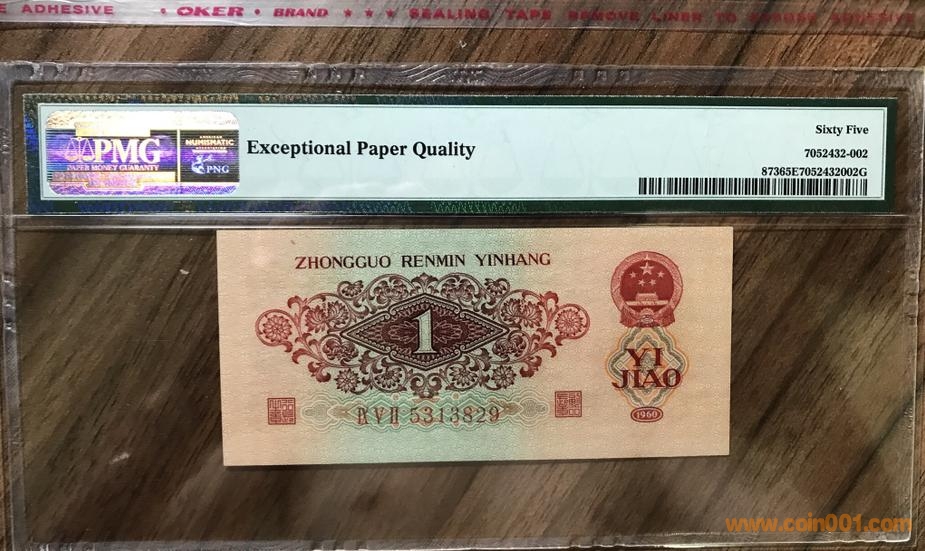 E ADHESIVE • OKER • BRAND ★ ★ ★ SEALING TAPE REMOVE LINER TO EXPOSE ADHESIVE
PMG
PAPER MONEY GUARANTY
AMERICAN
NUMISMATIC
ASSOCIATION
PNG
Exceptional Paper Quality
Sixty Five
7052432-002
87365E7052432002G
ZHONGGUO RENMIN YINHANG
1
YI
JIAO
5313829
1960
www.coin001.com